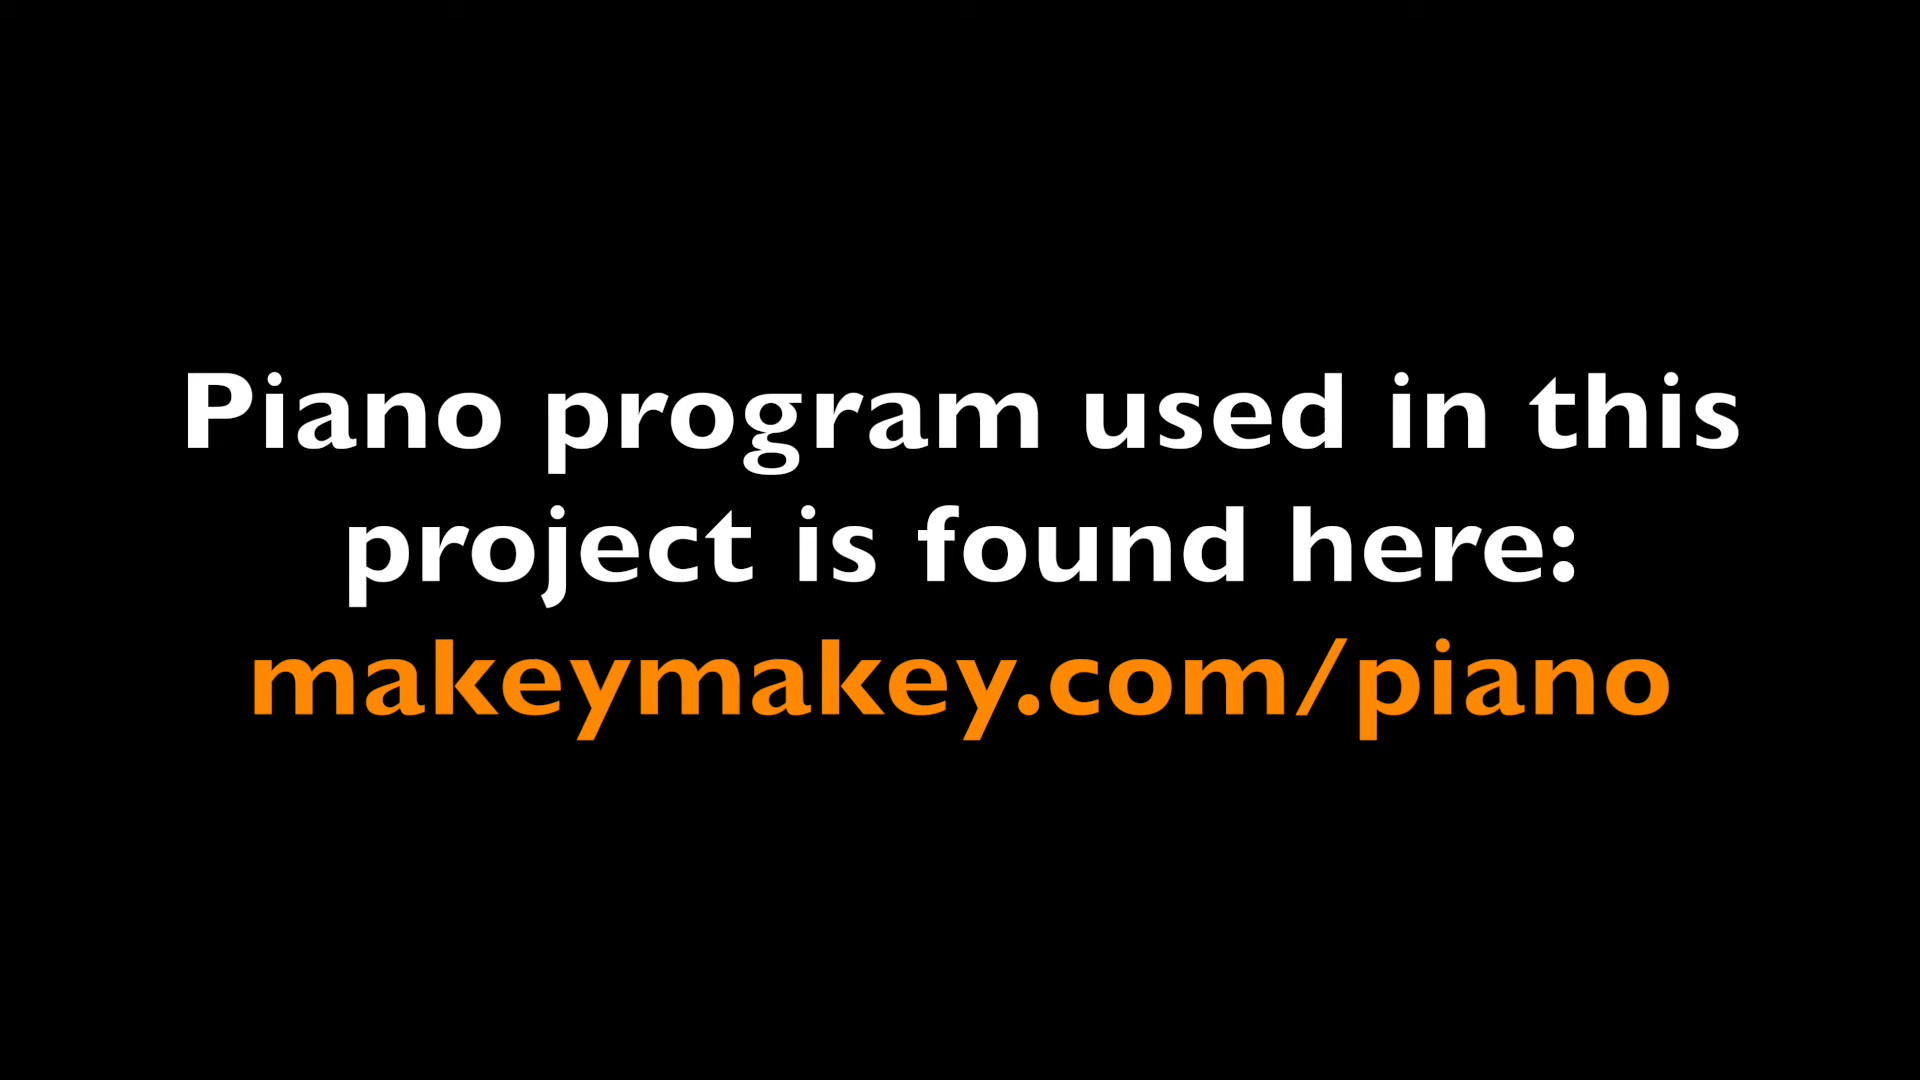 Piano program used in this
project is found here:
makeymakey.com/piano